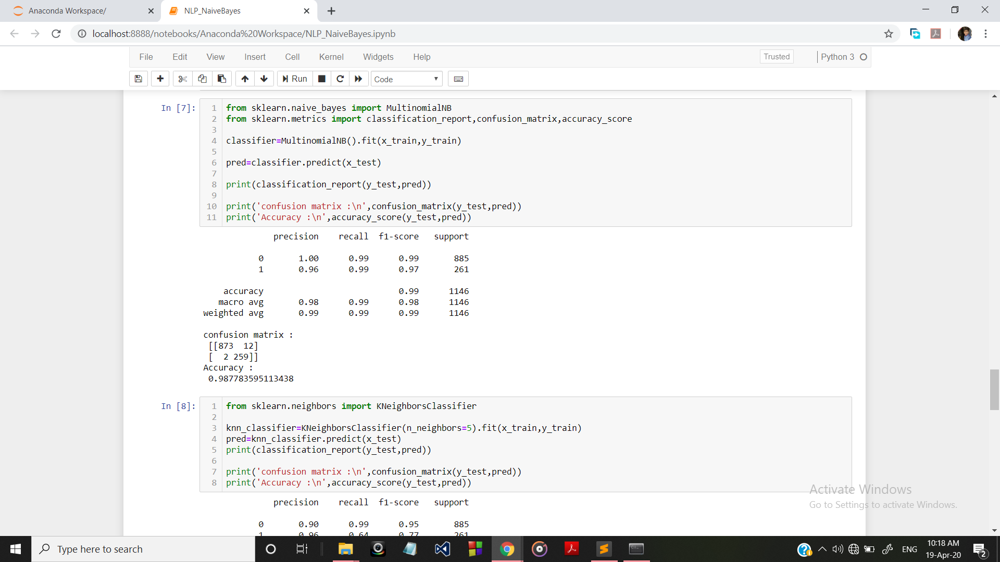 Anaconda Workspace/
NLP_NaiveBayes
localhost:8888/notebooks/Anaconda%20Workspace/NLP_NaiveBayes.ipynb
File Edit View Insert Cell Kernel Widgets Help Trusted Python 3
Run Code
In [7]:
1 from sklearn.naive_bayes import MultinomialNB
2 from sklearn.metrics import classification_report,confusion_matrix,accuracy_score
3
4 classifier=MultinomialNB().fit(x_train,y_train)
5
6 pred=classifier.predict(x_test)
7
8 print(classification_report(y_test,pred))
9
10 print('confusion matrix :\n',confusion_matrix(y_test,pred))
11 print('Accuracy :\n',accuracy_score(y_test,pred))
precision recall f1-score support
0 1.00 0.99 0.99 885
1 0.96 0.99 0.97 261
accuracy 0.99 1146
macro avg 0.98 0.99 0.98 1146
weighted avg 0.99 0.99 0.99 1146
confusion matrix :
[[873 12]
[ 2 259]]
Accuracy :
0.987783595113438
In [8]:
1 from sklearn.neighbors import KNeighborsClassifier
2
3 knn_classifier=KNeighborsClassifier(n_neighbors=5).fit(x_train,y_train)
4 pred=knn_classifier.predict(x_test)
5 print(classification_report(y_test,pred))
6
7 print('confusion matrix :\n',confusion_matrix(y_test,pred))
8 print('Accuracy :\n',accuracy_score(y_test,pred))
precision recall f1-score support
0 0.90 0.99 0.95 885
1 0.96 0.64 0.77 261
Activate Windows
Go to Settings to activate Windows.
Type here to search
ENG
10:18 AM
19-Apr-20
2